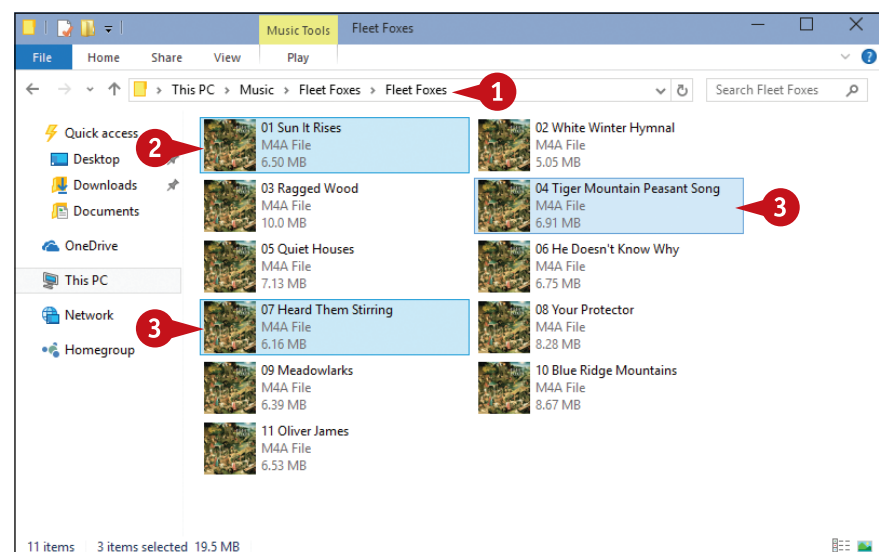 Music Tools
Fleet Foxes
File Home Share View Play
This PC > Music > Fleet Foxes > Fleet Foxes
Search Fleet Foxes
1
Quick access
Desktop
Downloads
Documents
OneDrive
This PC
Network
Homegroup
2
01 Sun It Rises
M4A File
6.50 MB
02 White Winter Hymnal
M4A File
5.05 MB
03 Ragged Wood
M4A File
10.0 MB
04 Tiger Mountain Peasant Song
M4A File
6.91 MB
3
05 Quiet Houses
M4A File
7.13 MB
06 He Doesn't Know Why
M4A File
6.75 MB
3
07 Heard Them Stirring
M4A File
6.16 MB
08 Your Protector
M4A File
8.28 MB
09 Meadowlarks
M4A File
6.39 MB
10 Blue Ridge Mountains
M4A File
8.67 MB
11 Oliver James
M4A File
6.53 MB
11 items 3 items selected 19.5 MB